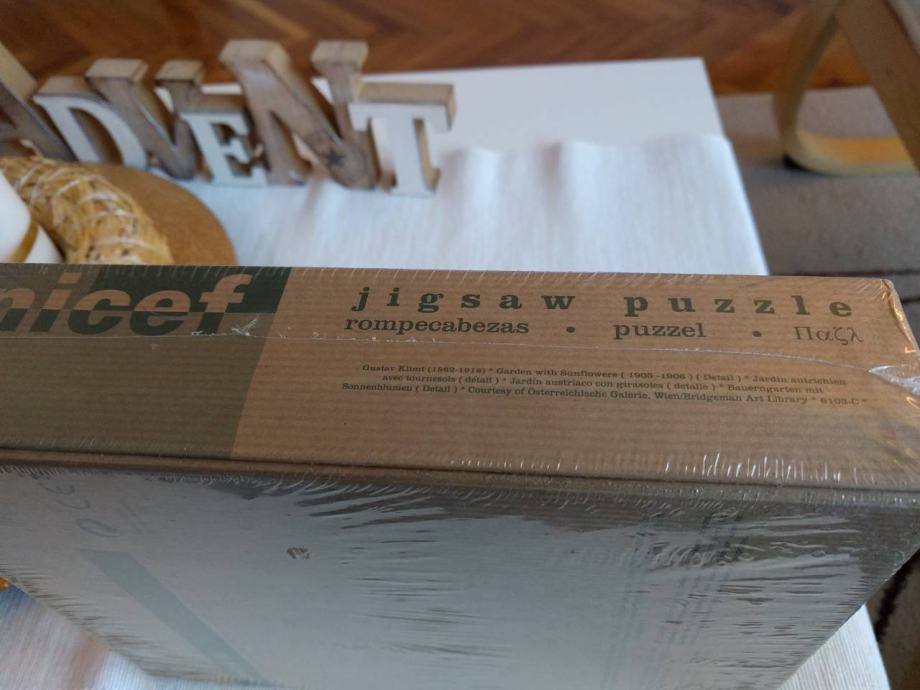 ADVENT
nicef
jigsaw puzzle
rompecabezas • puzzel • Παζλ
Gustav Klimt (1862-1918) * Garden with Sunflowers ( 1905-1906 ) ( Detail ) * Jardin autrichien
avec tournesols ( détail ) * Jardín austriaco con girasoles ( detalle ) * Bauerngarten mit
Sonnenblumen ( Detail ) * Courtesy of Österreichische Galerie, Wien/Bridgeman Art Library * 6103-C *